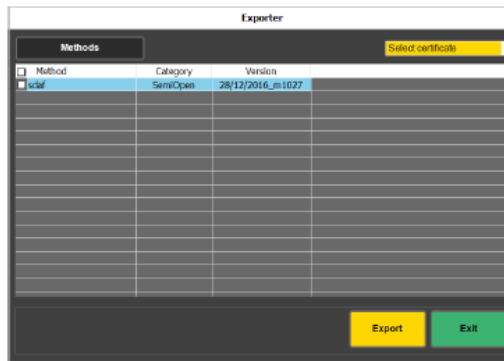 Exporter
Methods
Select certificate
Method Category Version
sdaf SemiOpen 28/12/2016_m1027
Export Exit